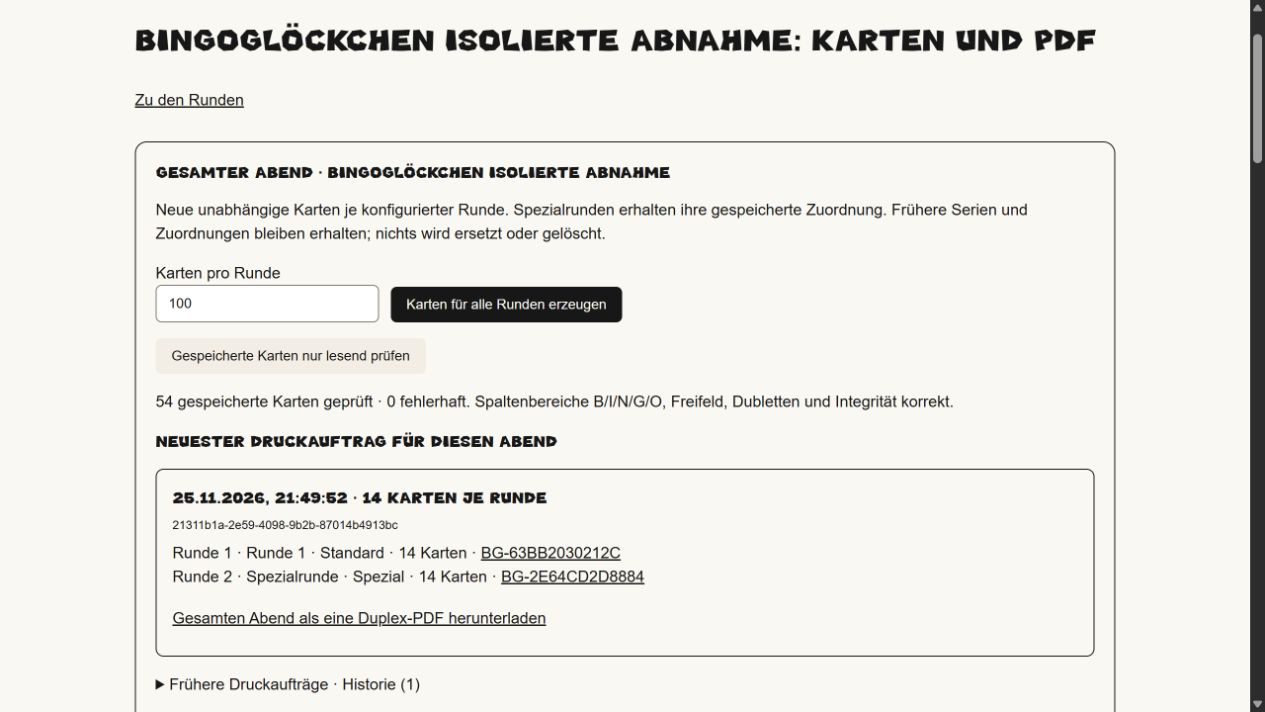 BINGOGLÖCKCHEN ISOLIERTE ABNAHME: KARTEN UND PDF
Zu den Runden
GESAMTER ABEND · BINGOGLÖCKCHEN ISOLIERTE ABNAHME
Neue unabhängige Karten je konfigurierter Runde. Spezialrunden erhalten ihre gespeicherte Zuordnung. Frühere Serien und
Zuordnungen bleiben erhalten; nichts wird ersetzt oder gelöscht.
Karten pro Runde
100
Karten für alle Runden erzeugen
Gespeicherte Karten nur lesend prüfen
54 gespeicherte Karten geprüft · 0 fehlerhaft. Spaltenbereiche B/I/N/G/O, Freifeld, Dubletten und Integrität korrekt.
NEUESTER DRUCKAUFTRAG FÜR DIESEN ABEND
25.11.2026, 21:49:52 · 14 KARTEN JE RUNDE
21311b1a-2e59-4098-9b2b-87014b4913bc
Runde 1 · Runde 1 · Standard · 14 Karten · BG-63BB2030212C
Runde 2 · Spezialrunde · Spezial · 14 Karten · BG-2E64CD2D8884
Gesamten Abend als eine Duplex-PDF herunterladen
Frühere Druckaufträge · Historie (1)